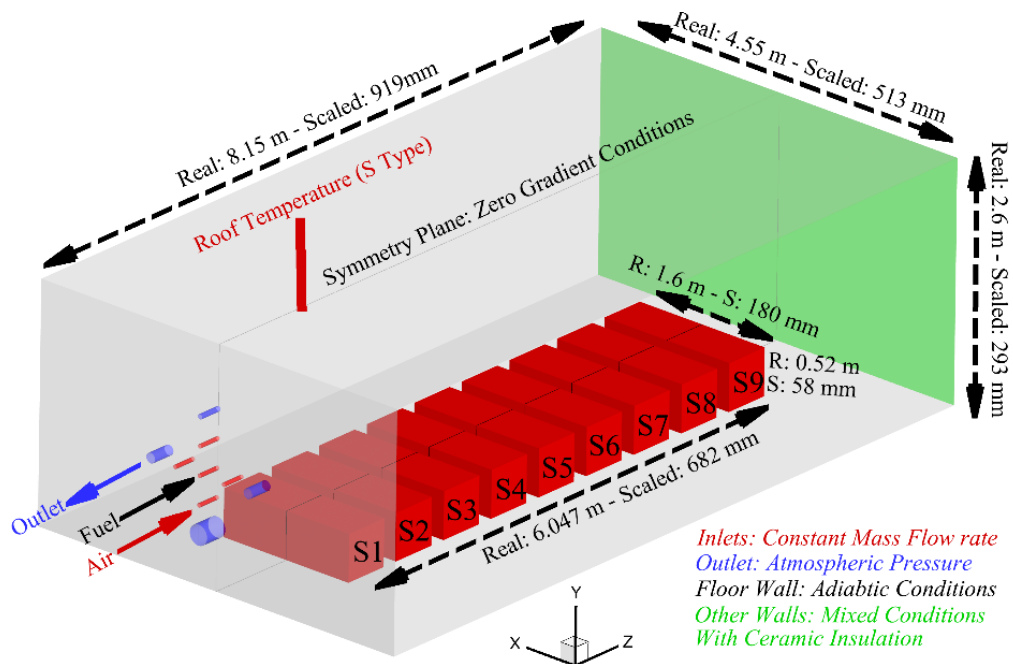 Real: 8.15 m - Scaled: 919mm
Real: 4.55 m - Scaled: 513 mm
Roof Temperature (S Type)
Symmetry Plane: Zero Gradient Conditions
Real: 2.6 m - Scaled: 293 mm
R: 1.6 m - S: 180 mm
R: 0.52 m
S: 58 mm
S9
S8
S7
S6
S5
S4
S3
S2
S1
Real: 6.047 m - Scaled: 682 mm
Outlet
Fuel
Air
Y
X
Z
Inlets: Constant Mass Flow rate
Outlet: Atmospheric Pressure
Floor Wall: Adiabtic Conditions
Other Walls: Mixed Conditions
With Ceramic Insulation